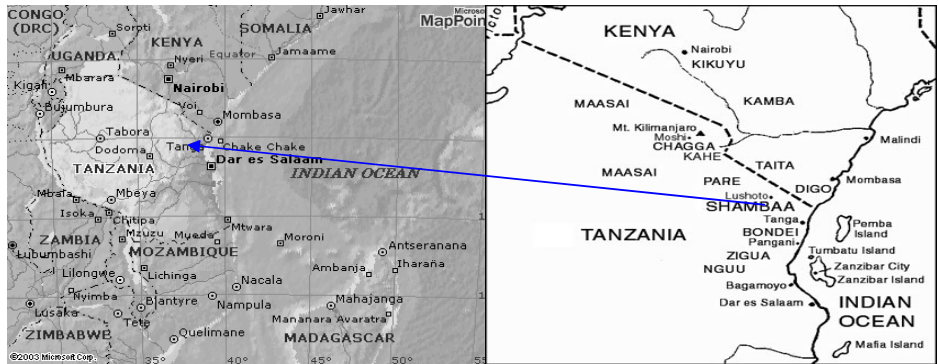 CONGO
(DRC)
Soroti
Jawhar
Microso
MapPoin
SOMALIA
KENYA
UGANDA
Nyeri
Equator
Jamaame
Mbarara
Kigali
Nairobi
Bujumbura
Voi
Mombasa
Tabora
Tanga
Chake Chake
Dodoma
Dar es Salaam
TANZANIA
INDIAN OCEAN
Mbala
Mbeya
Isoka
Chitipa
Mtwara
ZAMBIA
Mzuzu
Mueda
Moroni
Antseranana
Lubumbashi
MOZAMBIQUE
Lilongwe
Lichinga
Ambanja
Iharaña
Nyimba
Nacala
Lusaka
Blantyre
Nampula
Mahajanga
Tete
Mananara Avaratra
ZIMBABWE
Quelimane
MADAGASCAR
©2003 Microsoft Corp.
35°
40°
45°
50°
KENYA
Nairobi
KIKUYU
MAASAI
KAMBA
Mt. Kilimanjaro
Moshi
CHAGGA
KAHE
Malindi
MAASAI
TAITA
PARE
DIGO
Mombasa
Lushoto
SHAMBAA
Tanga
Pemba
Island
TANZANIA
BONDEI
Pangani
ZIGUA
Tumbatu Island
NGUU
Zanzibar City
Zanzibar Island
Bagamoyo
Dar es Salaam
INDIAN
OCEAN
Mafia Island